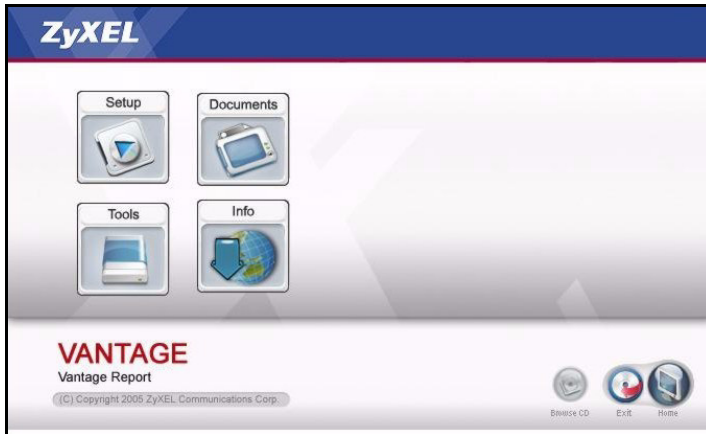 ZyXEL
Setup
Documents
Tools
Info
VANTAGE
Vantage Report
(C) Copyright 2005 ZyXEL Communications Corp.
Browse CD
Exit
Home